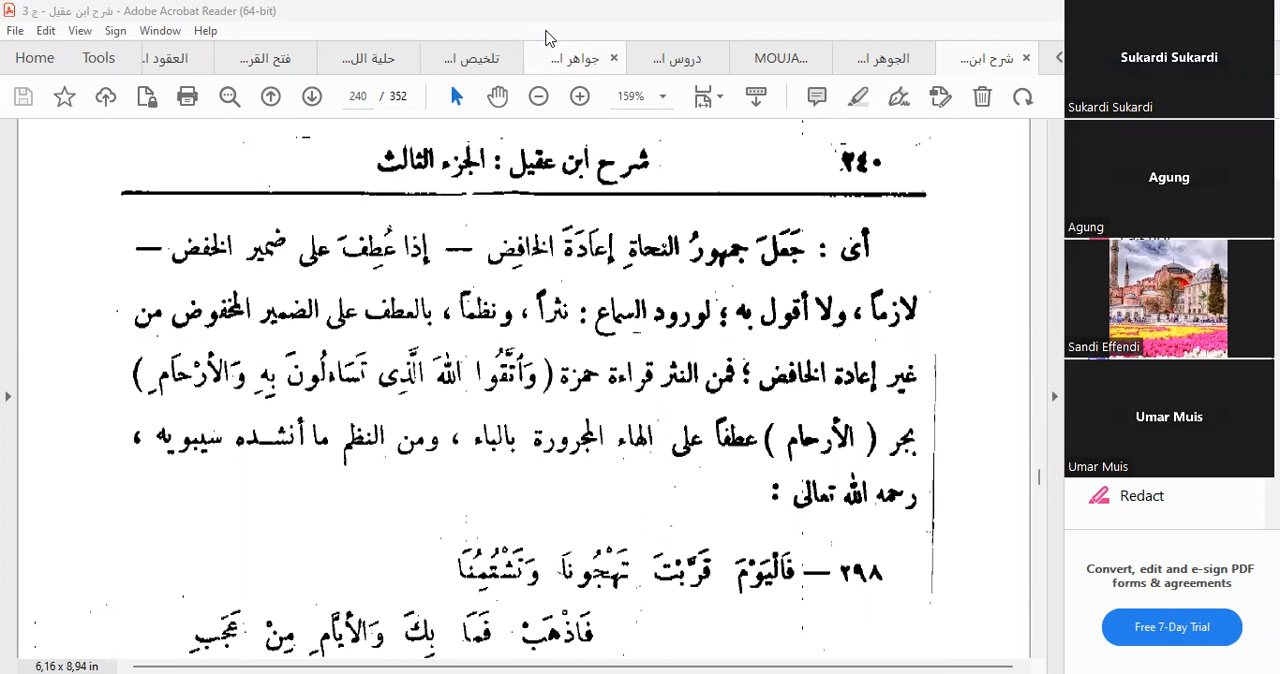 شرح ابن عقيل - ج 3 - Adobe Acrobat Reader (64-bit)
File Edit View Sign Window Help
Home Tools العقود ا... فتح القر... حلية الل... تلخيص ا... جواهر ا... دروس ا... MOUJA... الجوهر ا... شرح ابن...
240 / 352 159%
٢٤٠ شرح ابن عقيل : الجزء الثالث
أى : جَعَلَ جمهورُ النحاةِ إعَادَةَ الخافِضِ — إذا عُطِفَ على ضمير الخفض —
لازماً ، ولا أقول به ؛ لورود السماع : نثراً ، ونظماً ، بالعطف على الضمير المخفوض من
غير إعادة الخافض ؛ فمن النثر قراءة حمزة ( وَاتَّقُوا اللهَ الَّذِى تَسَاءلُونَ بِهِ وَالأرْحَامِ )
بجر ( الأرحام ) عطفاً على الهاء المجرورة بالباء ، ومن النظم ما أنشده سيبويه ،
رحمه الله تعالى :
٢٩٨ — فَالْيَوْمَ قَرَّبْتَ تَهْجُونَا وَتَشْتُمِنَا
فَاذْهَبْ فَمَا بِكَ وَالأيَّامِ مِنْ عَجَبِ
6,16 x 8,94 in
Sukardi Sukardi
Sukardi Sukardi
Agung
Agung
Sandi Effendi
Umar Muis
Umar Muis
Redact
Convert, edit and e-sign PDF
forms & agreements
Free 7-Day Trial